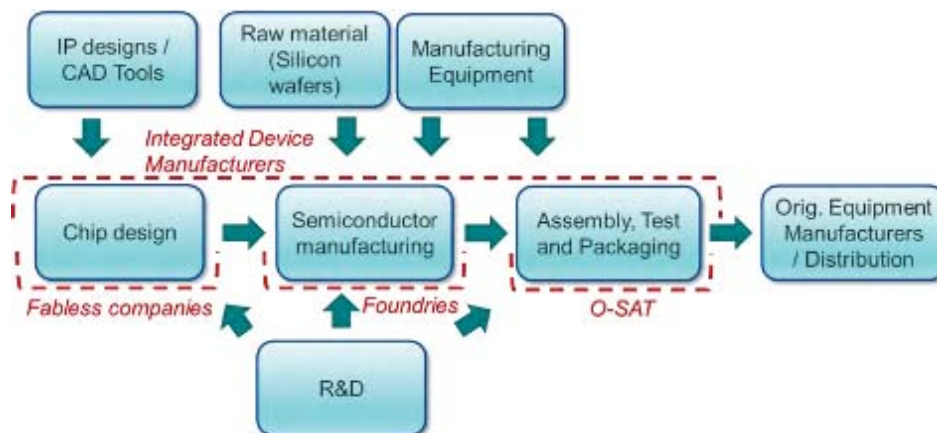 IP designs /
CAD Tools
Raw material
(Silicon
wafers)
Manufacturing
Equipment
Integrated Device
Manufacturers
Chip design
Semiconductor
manufacturing
Assembly, Test
and Packaging
Orig. Equipment
Manufacturers
/ Distribution
Fabless companies
Foundries
O-SAT
R&D